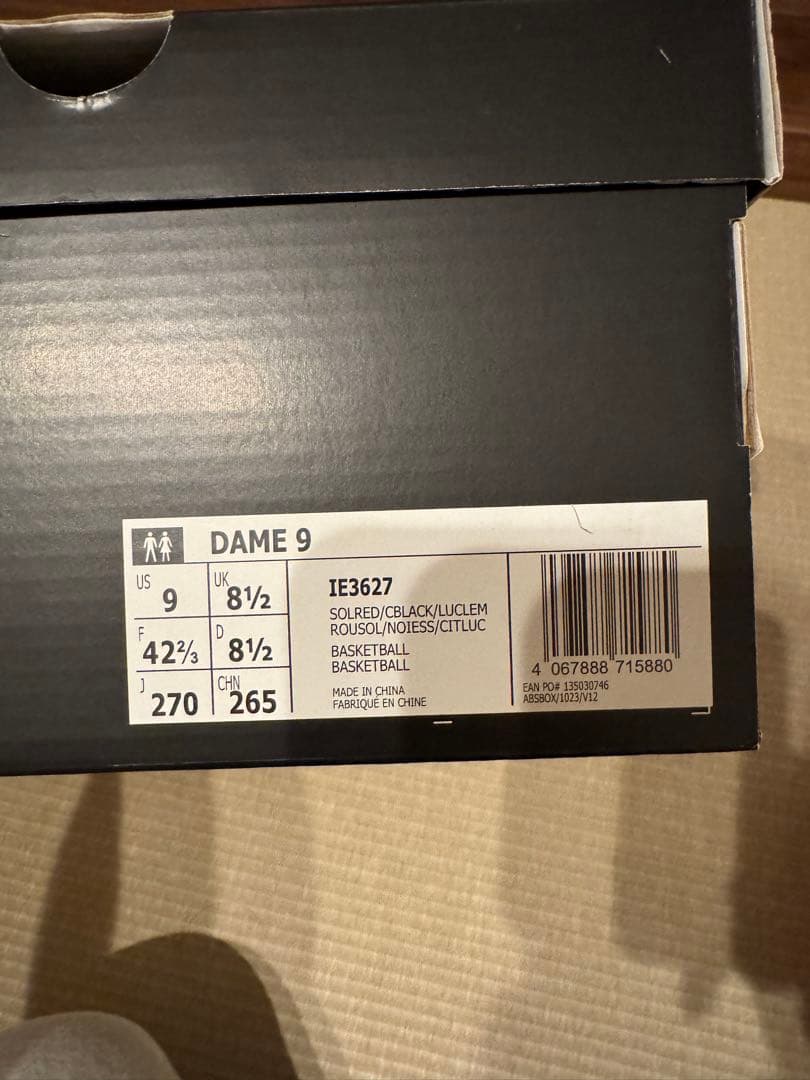 DAME 9
US 9
UK 8½
F 42⅔
D 8½
J 270
CHN 265
IE3627
SOLRED/CBLACK/LUCLEM
ROUSOL/NOIESS/CITLUC
BASKETBALL
BASKETBALL
MADE IN CHINA
FABRIQUÉ EN CHINE
4 067888 715880
EAN PO# 135030746
ABSBOX/1023/V12